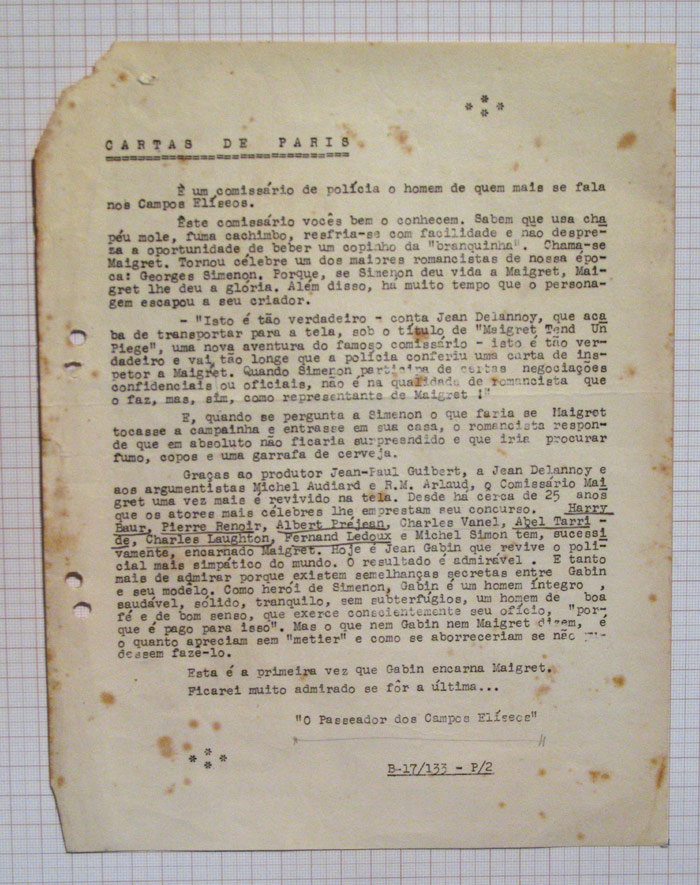 CARTAS DE PARIS
É um comissário de polícia o homem de quem mais se fala
nos Campos Elíseos.
Êste comissário vocês bem o conhecem. Sabem que usa cha
péu mole, fuma cachimbo, resfria-se com facilidade e nao despre-
za a oportunidade de beber um copinho da "branquinha". Chama-se
Maigret. Tornou célebre um dos maiores romancistas de nossa épo-
ca: Georges Simenon. Porque, se Simenon deu vida a Maigret, Mai-
gret lhe deu a glória. Além disso, há muito tempo que o persona-
gem escapou a seu criador.
- "Isto é tão verdadeiro - conta Jean Delannoy, que aca
ba de transportar para a tela, sob o título de "Maigret Tend Un
Piege", uma nova aventura do famoso comissário - isto é tão ver-
dadeiro e vai tão longe que a polícia conferiu uma carta de ins-
petor a Maigret. Quando Simenon participa de certas negociações
confidenciais ou oficiais, não é na qualidade de romancista que
o faz, mas, sim, como representante de Maigret !"
E, quando se pergunta a Simenon o que faria se Maigret
tocasse a campainha e entrasse em sua casa, o romancista respon-
de que em absoluto não ficaria surpreendido e que iria procurar
fumo, copos e uma garrafa de cerveja.
Graças ao produtor Jean-Paul Guibert, a Jean Delannoy e
aos argumentistas Michel Audiard e R.M. Arlaud, o Comissário Mai
gret uma vez mais é revivido na tela. Desde há cerca de 25 anos
que os atores mais célebres lhe emprestam seu concurso. Harry
Baur, Pierre Renoir, Albert Préjean, Charles Vanel, Abel Tarri -
de, Charles Laughton, Fernand Ledoux e Michel Simon tem, sucessi
vamente, encarnado Maigret. Hoje é Jean Gabin que revive o poli-
cial mais simpático do mundo. O resultado é admirável . E tanto
mais de admirar porque existem semelhanças secretas entre Gabin
e seu modêlo. Como herói de Simenon, Gabin é um homem íntegro ,
saudável, sólido, tranquilo, sem subterfúgios, um homem de boa
fé e de bom senso, que exerce conscientemente seu ofício, "por-
que é pago para isso". Mas o que nem Gabin nem Maigret dizem, é
o quanto apreciam sem "metier" e como se aborreceriam se não pu-
dessem faze-lo.
Esta é a primeira vez que Gabin encarna Maigret.
Ficarei muito admirado se fôr a última...
"O Passeador dos Campos Elíseos"
B-17/133 - P/2